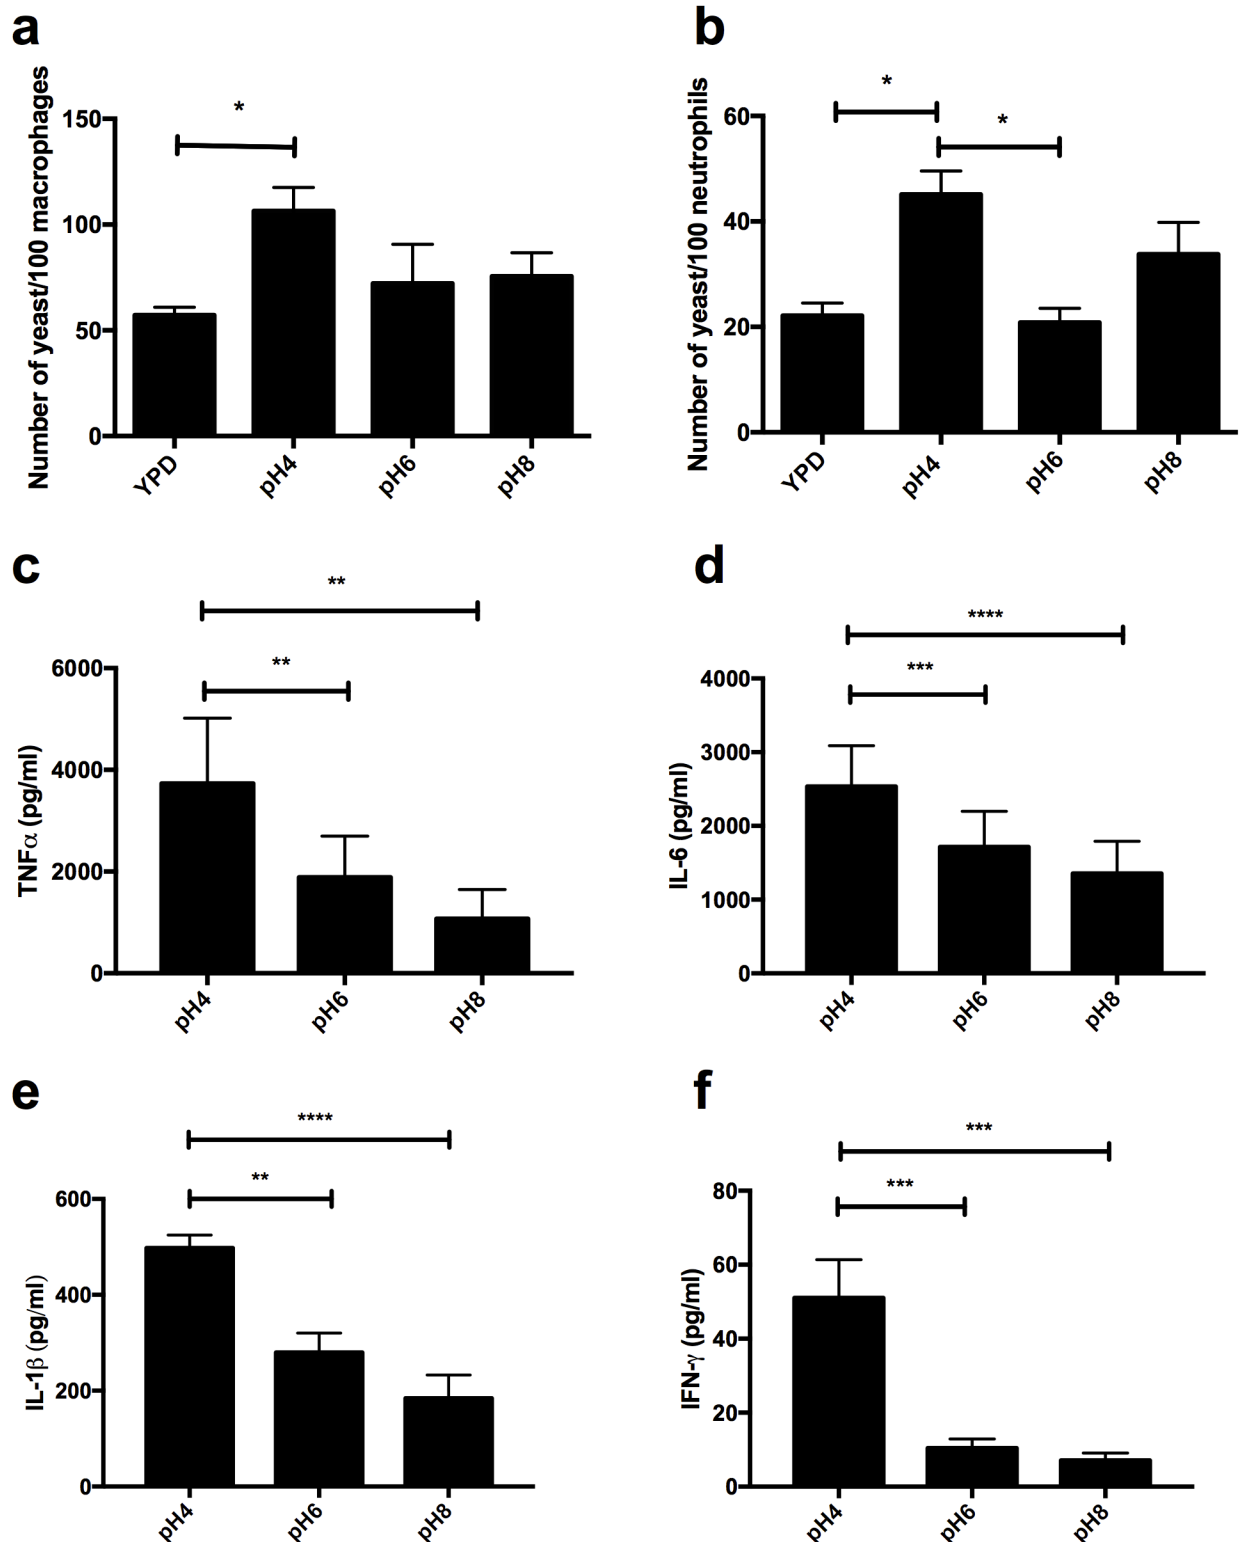 a
Number of yeast/100 macrophages
150
100
50
0
*
YPD
pH4
pH6
pH8
b
Number of yeast/100 neutrophils
60
40
20
0
*
*
YPD
pH4
pH6
pH8
c
TNFα (pg/ml)
6000
4000
2000
0
**
**
pH4
pH6
pH8
d
IL-6 (pg/ml)
4000
3000
2000
1000
0
****
***
pH4
pH6
pH8
e
IL-1β (pg/ml)
600
400
200
0
****
**
pH4
pH6
pH8
f
IFN-γ (pg/ml)
80
60
40
20
0
***
***
pH4
pH6
pH8